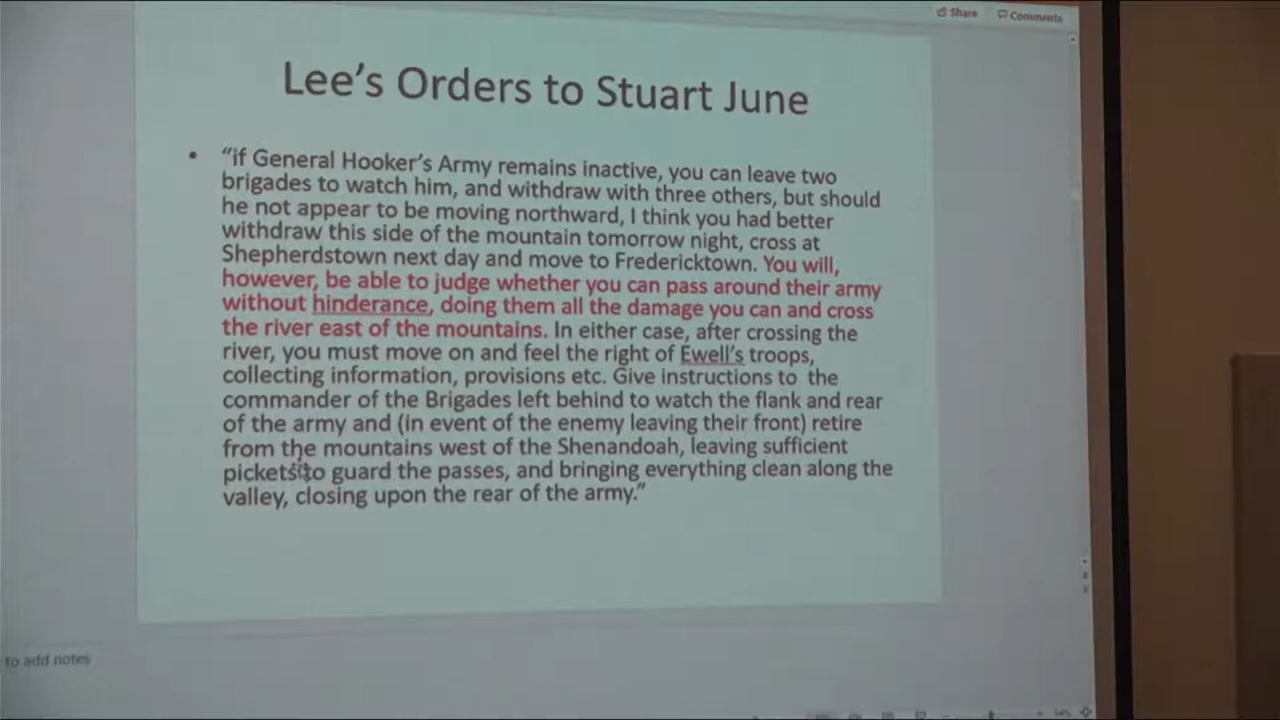 Share Comments
Lee's Orders to Stuart June
• “if General Hooker's Army remains inactive, you can leave two
brigades to watch him, and withdraw with three others, but should
he not appear to be moving northward, I think you had better
withdraw this side of the mountain tomorrow night, cross at
Shepherdstown next day and move to Fredericktown. You will,
however, be able to judge whether you can pass around their army
without hinderance, doing them all the damage you can and cross
the river east of the mountains. In either case, after crossing the
river, you must move on and feel the right of Ewell's troops,
collecting information, provisions etc. Give instructions to the
commander of the Brigades left behind to watch the flank and rear
of the army and (in event of the enemy leaving their front) retire
from the mountains west of the Shenandoah, leaving sufficient
pickets to guard the passes, and bringing everything clean along the
valley, closing upon the rear of the army.”
to add notes